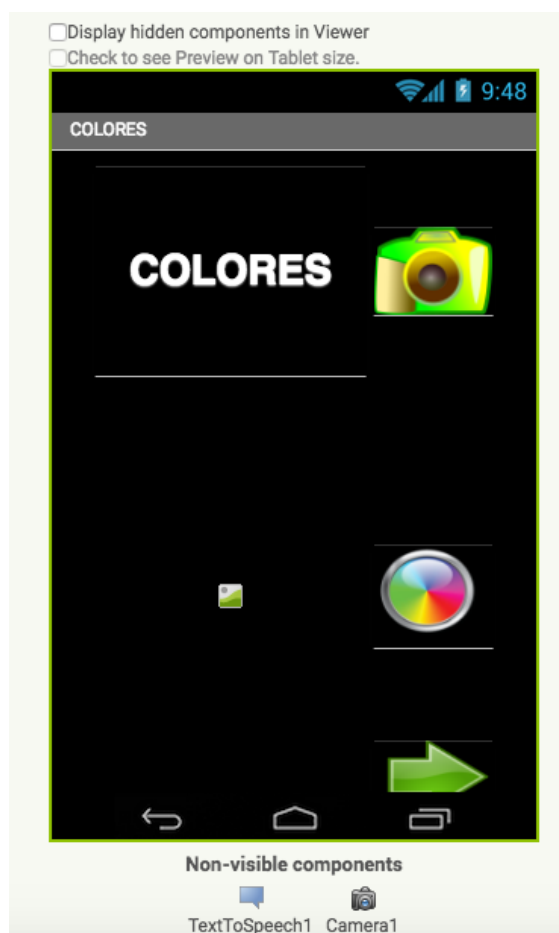 Display hidden components in Viewer
Check to see Preview on Tablet size.
9:48
COLORES
COLORES
Non-visible components
TextToSpeech1 Camera1